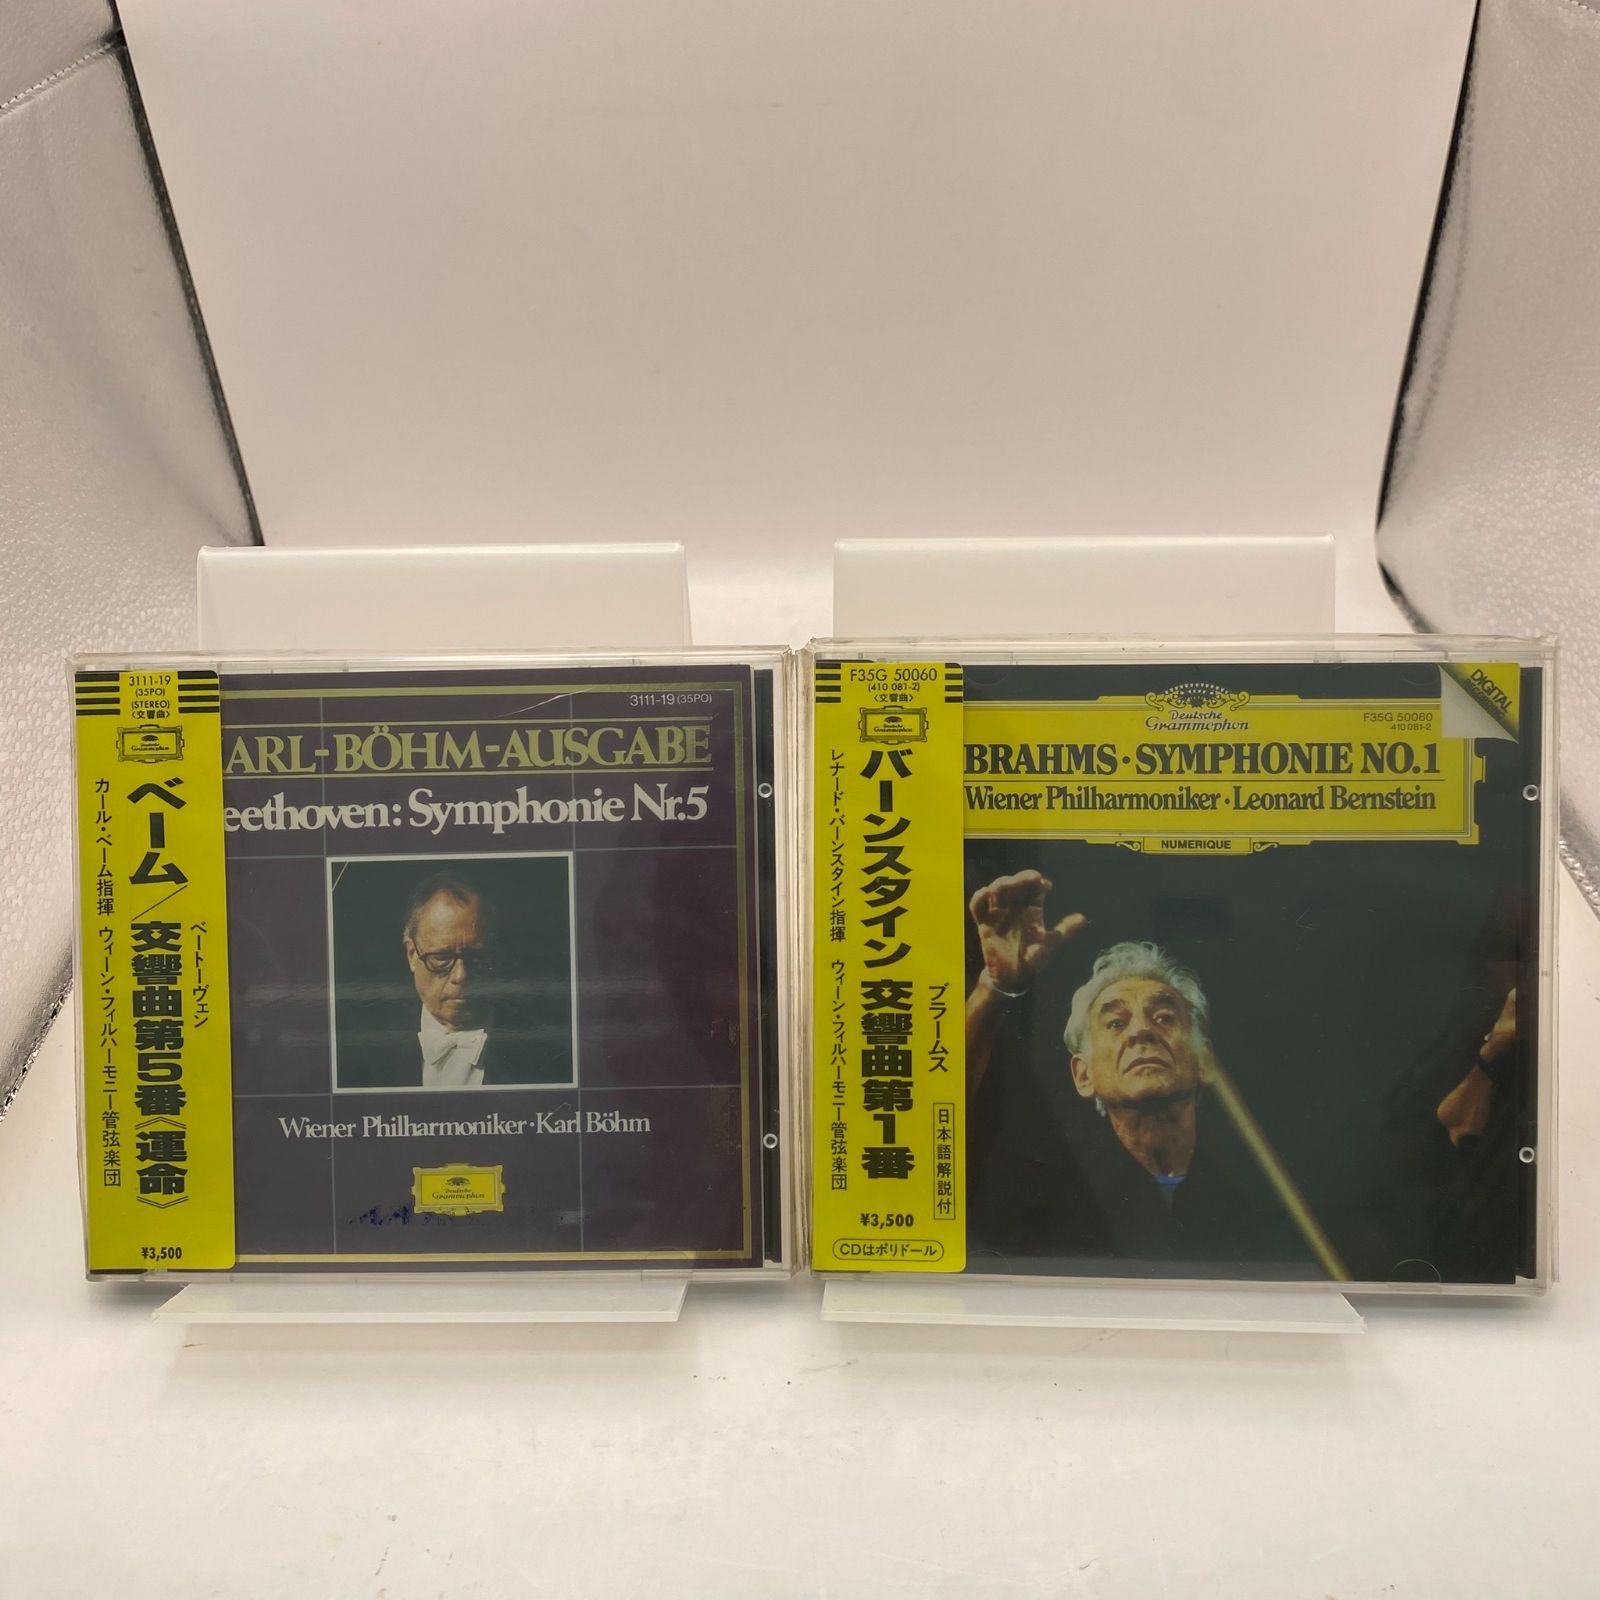 3111-19
(35PO)
(STEREO)
〈交響曲〉
ベーム/交響曲第5番《運命》
ベートーヴェン
カール・ベーム指揮 ウィーン・フィルハーモニー管弦楽団
¥3,500
3111-19 (35PO)
ARL-BÖHM-AUSGABE
eethoven: Symphonie Nr.5
Wiener Philharmoniker·Karl Böhm
Deutsche
Grammophon
F35G 50060
(410 081-2)
〈交響曲〉
バーンスタイン 交響曲第1番
ブラームス
レナード・バーンスタイン指揮 ウィーン・フィルハーモニー管弦楽団
日本語解説付
¥3,500
CDはポリドール
Deutsche
Grammophon
F35G 50060
410 081-2
DIGITAL
BRAHMS·SYMPHONIE NO.1
Wiener Philharmoniker·Leonard Bernstein
NUMERIQUE